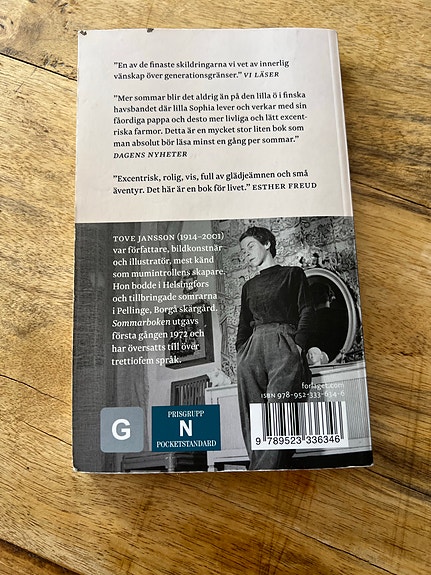 ”En av de finaste skildringarna vi vet av innerlig
vänskap över generationsgränser.” VI LÄSER
”Mer sommar blir det aldrig än på den lilla ö i finska
havsbandet där lilla Sophia lever och verkar med sin
fåordiga pappa och desto mer livliga och lätt excent-
riska farmor. Detta är en mycket stor liten bok som
man absolut bör läsa minst en gång per sommar.”
DAGENS NYHETER
”Excentrisk, rolig, vis, full av glädjeämnen och små
äventyr. Det här är en bok för livet.” ESTHER FREUD
TOVE JANSSON (1914–2001)
var författare, bildkonstnär
och illustratör, mest känd
som mumintrollens skapare.
Hon bodde i Helsingfors
och tillbringade somrarna
i Pellinge, Borgå skärgård.
Sommarboken utgavs
första gången 1972 och
har översatts till över
trettiofem språk.
forlaget.com
ISBN 978-952-333-634-6
9 789523 336346
G
PRISGRUPP
N
POCKETSTANDARD